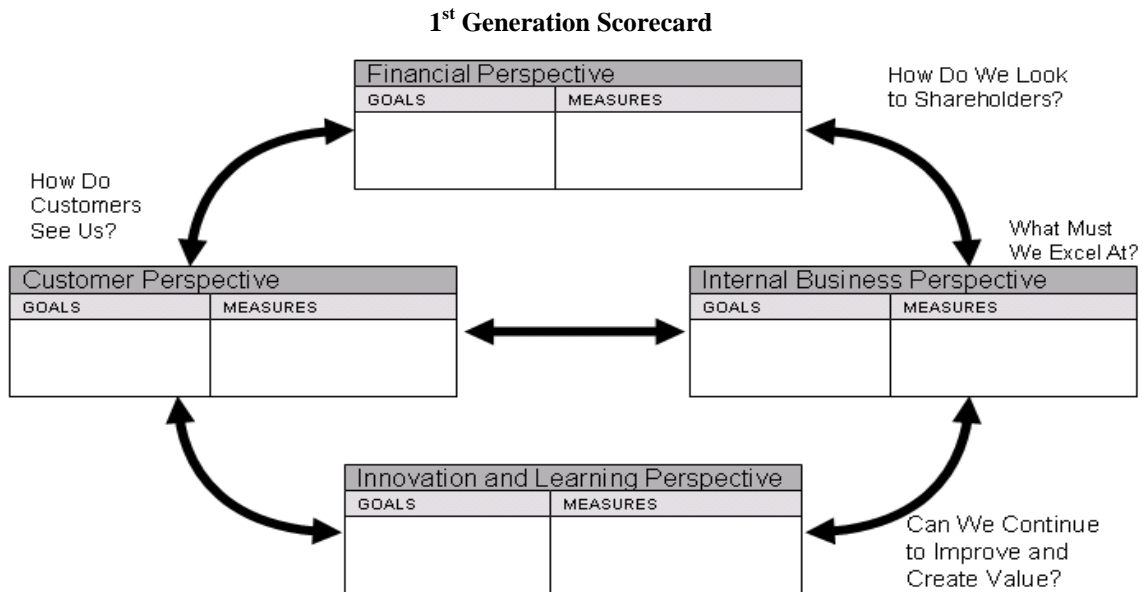 1st Generation Scorecard
Financial Perspective
GOALS MEASURES
How Do We Look
to Shareholders?
How Do
Customers
See Us?
What Must
We Excel At?
Customer Perspective
GOALS MEASURES
Internal Business Perspective
GOALS MEASURES
Innovation and Learning Perspective
GOALS MEASURES
Can We Continue
to Improve and
Create Value?